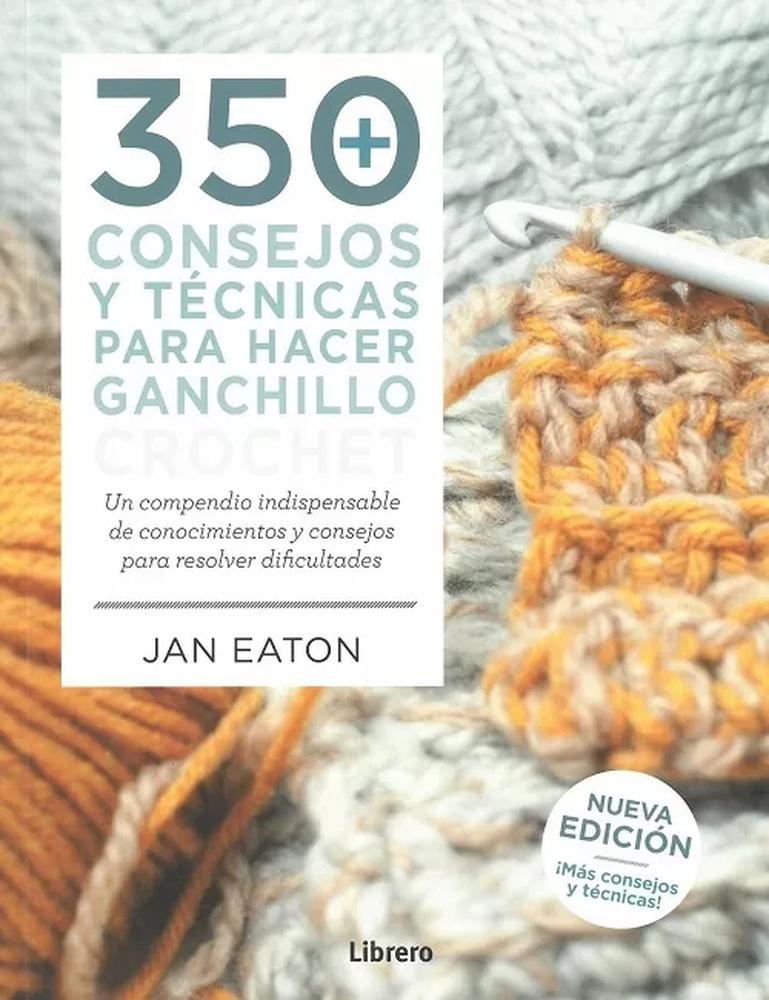 350+
CONSEJOS
Y TÉCNICAS
PARA HACER
GANCHILLO
CROCHET
Un compendio indispensable
de conocimientos y consejos
para resolver dificultades
JAN EATON
NUEVA
EDICIÓN
¡Más consejos
y técnicas!
Librero